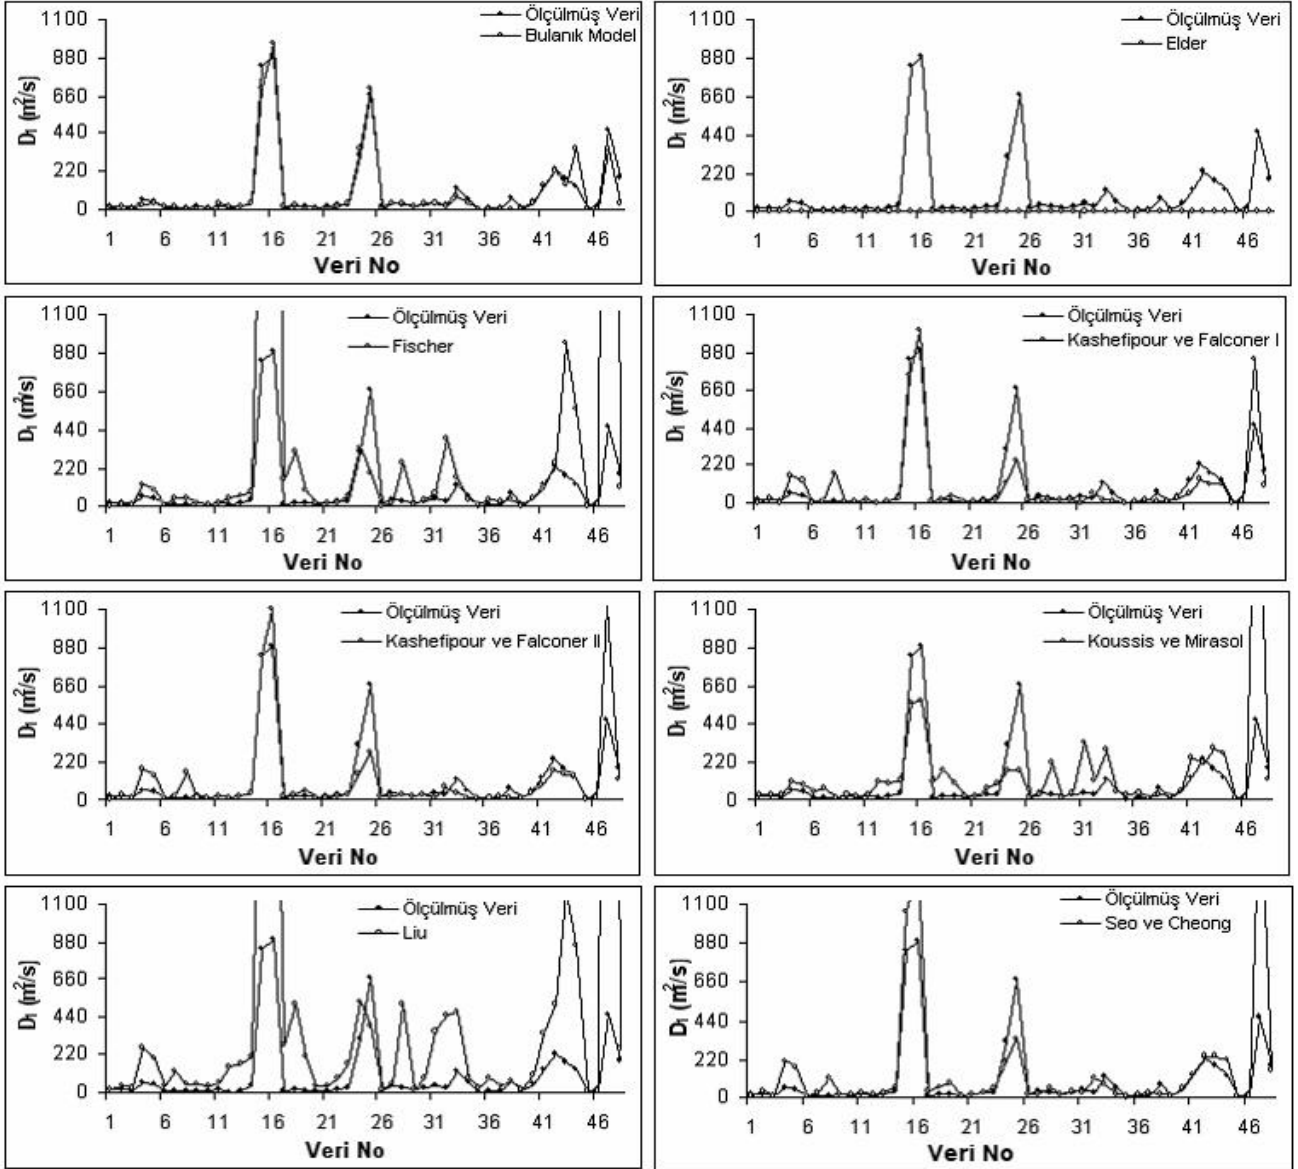 Ölçülmüş Veri
Bulanık Model
D₁ (m²/s)
1100
880
660
440
220
0
1 6 11 16 21 26 31 36 41 46
Veri No
Ölçülmüş Veri
Elder
D₁ (m²/s)
1100
880
660
440
220
0
1 6 11 16 21 26 31 36 41 46
Veri No
Ölçülmüş Veri
Fischer
D₁ (m²/s)
1100
880
660
440
220
0
1 6 11 16 21 26 31 36 41 46
Veri No
Ölçülmüş Veri
Kashefipour ve Falconer I
D₁ (m²/s)
1100
880
660
440
220
0
1 6 11 16 21 26 31 36 41 46
Veri No
Ölçülmüş Veri
Kashefipour ve Falconer II
D₁ (m²/s)
1100
880
660
440
220
0
1 6 11 16 21 26 31 36 41 46
Veri No
Ölçülmüş Veri
Koussis ve Mirasol
D₁ (m²/s)
1100
880
660
440
220
0
1 6 11 16 21 26 31 36 41 46
Veri No
Ölçülmüş Veri
Liu
D₁ (m²/s)
1100
880
660
440
220
0
1 6 11 16 21 26 31 36 41 46
Veri No
Ölçülmüş Veri
Seo ve Cheong
D₁ (m²/s)
1100
880
660
440
220
0
1 6 11 16 21 26 31 36 41 46
Veri No